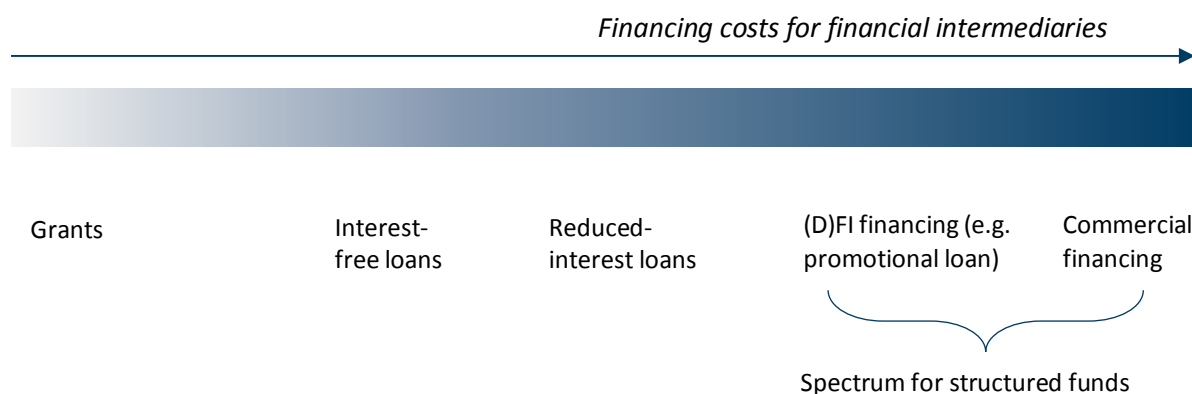 Financing costs for financial intermediaries
Grants
Interest-
free loans
Reduced-
interest loans
(D)FI financing (e.g.
promotional loan)
Commercial
financing
Spectrum for structured funds